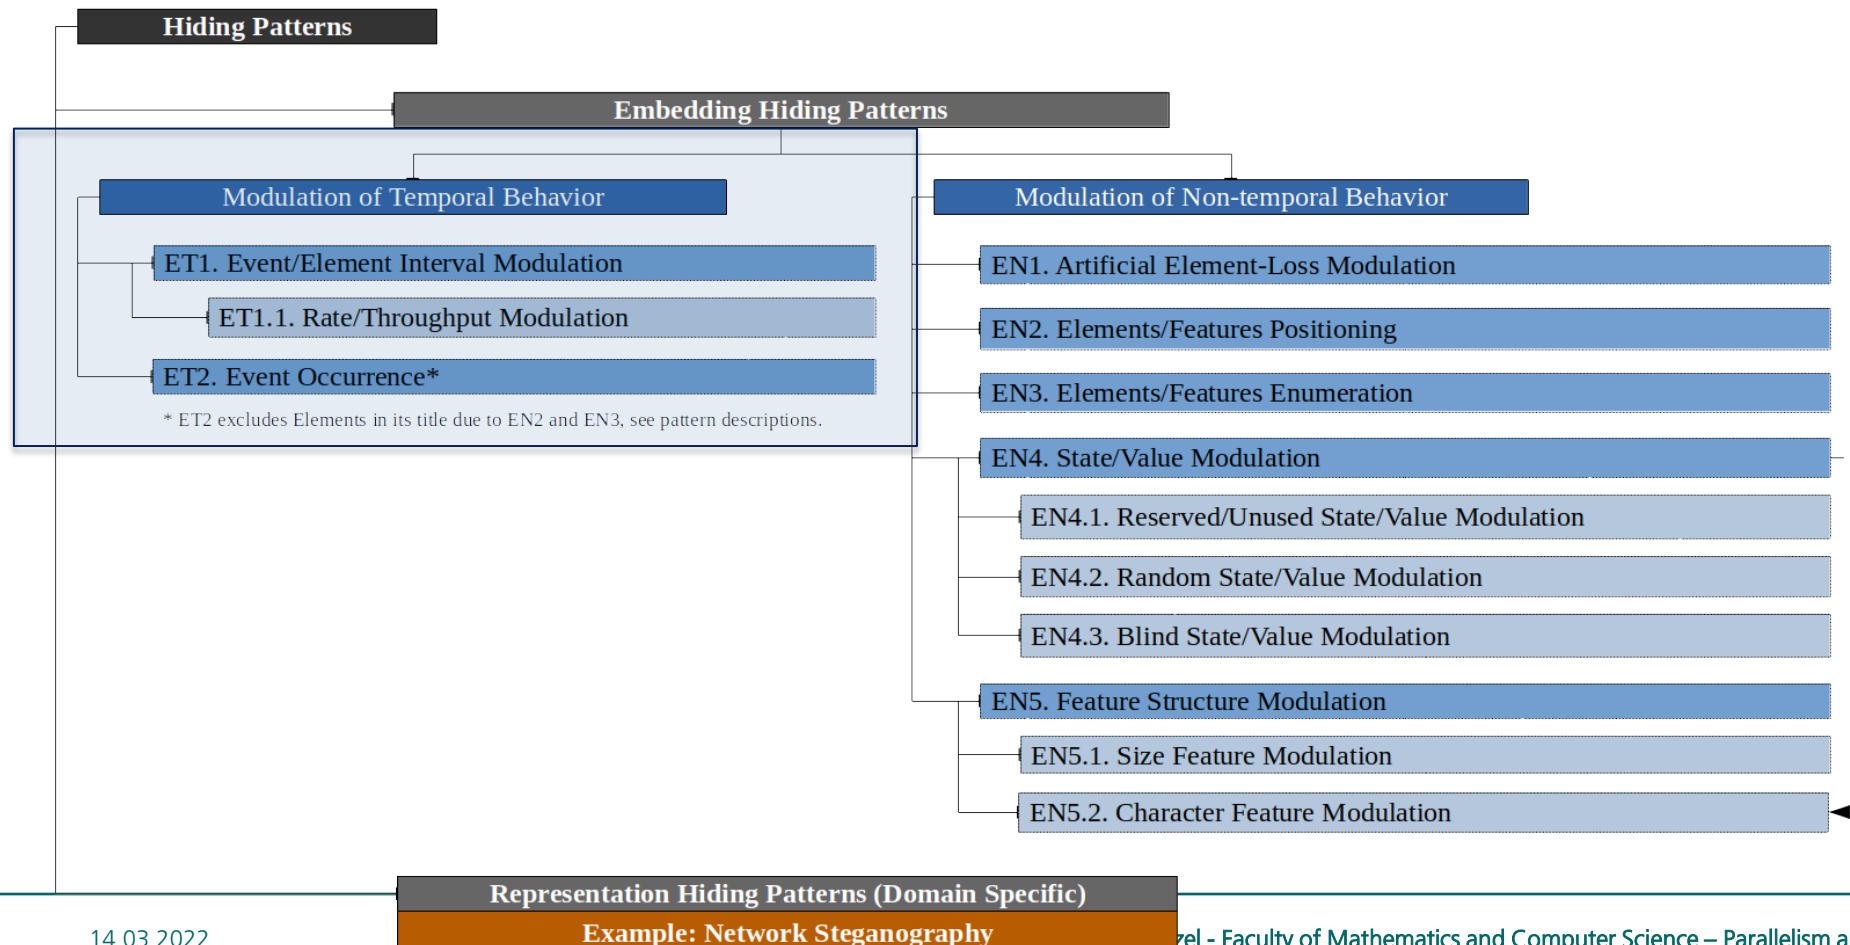 Hiding Patterns
Embedding Hiding Patterns
Modulation of Temporal Behavior
ET1. Event/Element Interval Modulation
ET1.1. Rate/Throughput Modulation
ET2. Event Occurrence*
* ET2 excludes Elements in its title due to EN2 and EN3, see pattern descriptions.
Modulation of Non-temporal Behavior
EN1. Artificial Element-Loss Modulation
EN2. Elements/Features Positioning
EN3. Elements/Features Enumeration
EN4. State/Value Modulation
EN4.1. Reserved/Unused State/Value Modulation
EN4.2. Random State/Value Modulation
EN4.3. Blind State/Value Modulation
EN5. Feature Structure Modulation
EN5.1. Size Feature Modulation
EN5.2. Character Feature Modulation
Representation Hiding Patterns (Domain Specific)
Example: Network Steganography
14.03.2022
- Faculty of Mathematics and Computer Science – Parallelism